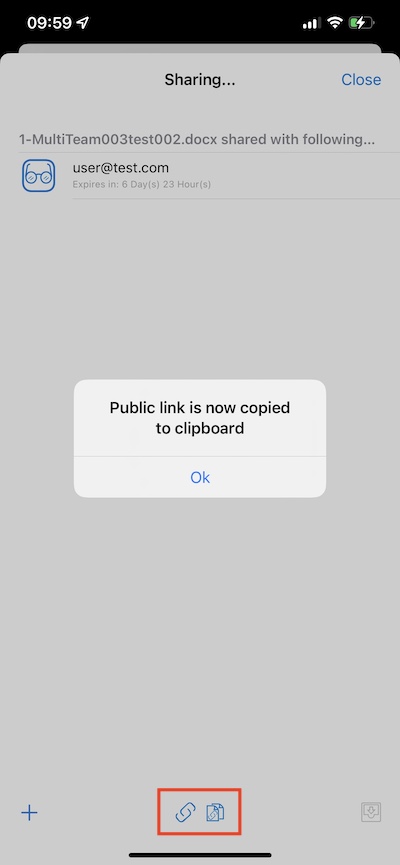 09:59
Sharing...
Close
1-MultiTeam003test002.docx shared with following...
user@test.com
Expires in: 6 Day(s) 23 Hour(s)
Public link is now copied
to clipboard
Ok